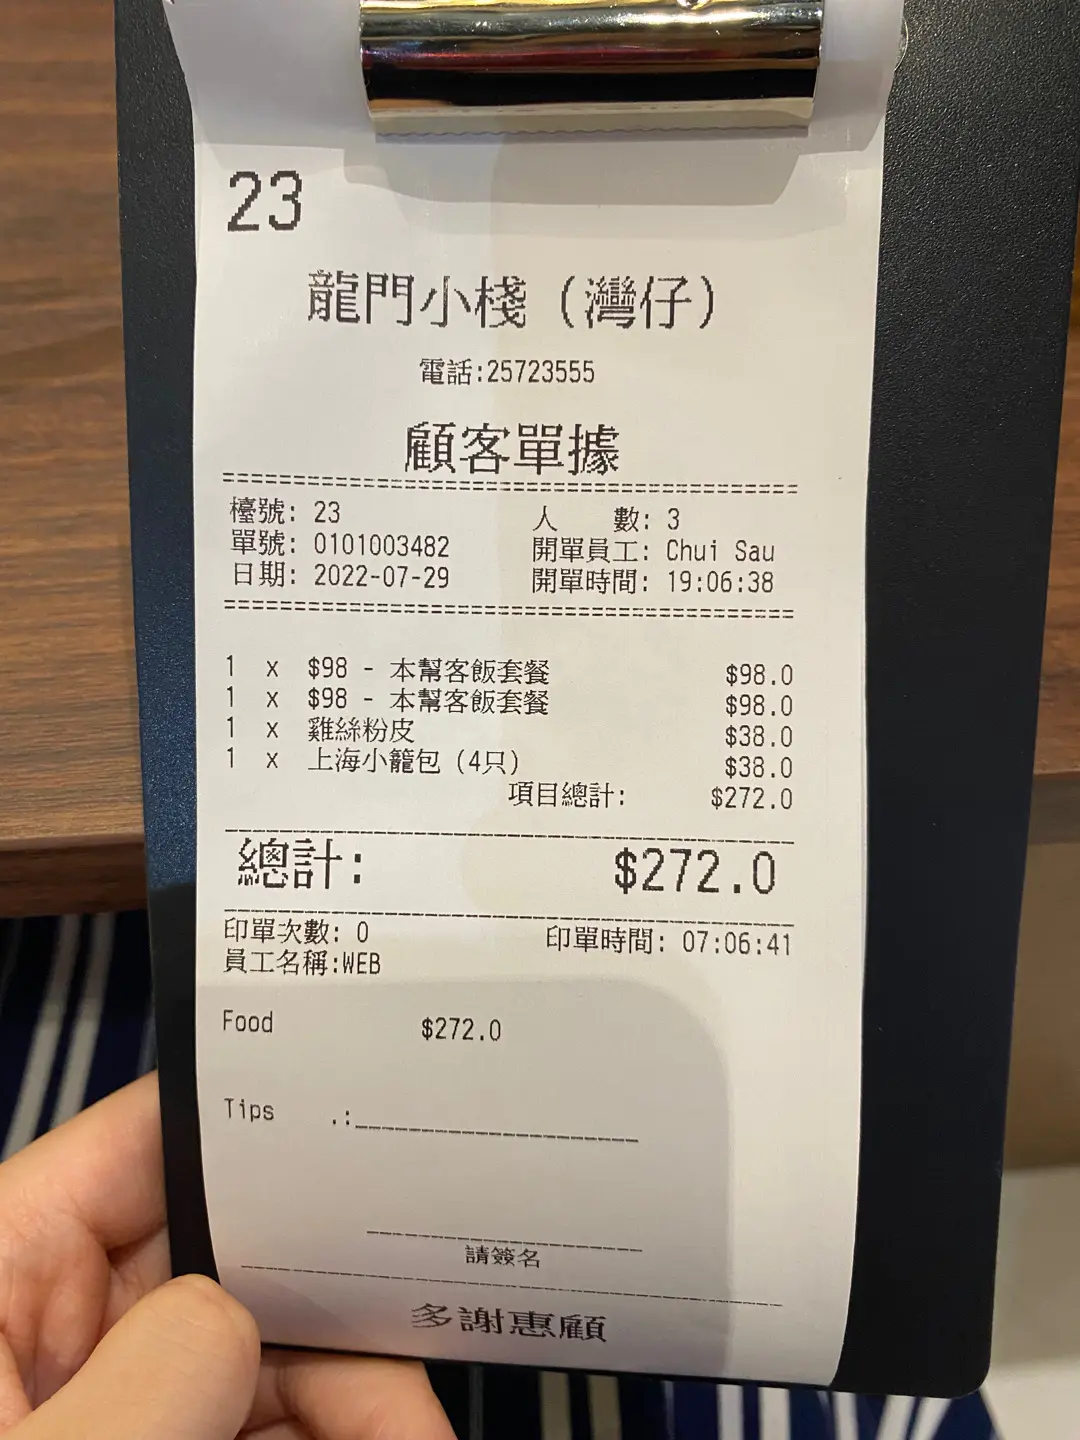 23
龍門小棧（灣仔）
電話:25723555
顧客單據
檯號: 23 人 數: 3
單號: 0101003482 開單員工: Chui Sau
日期: 2022-07-29 開單時間: 19:06:38
1 x $98 - 本幫客飯套餐 $98.0
1 x $98 - 本幫客飯套餐 $98.0
1 x 雞絲粉皮 $38.0
1 x 上海小籠包（4只） $38.0
項目總計: $272.0
總計: $272.0
印單次數: 0 印單時間: 07:06:41
員工名稱:WEB
Food $272.0
Tips .:
請簽名
多謝惠顧